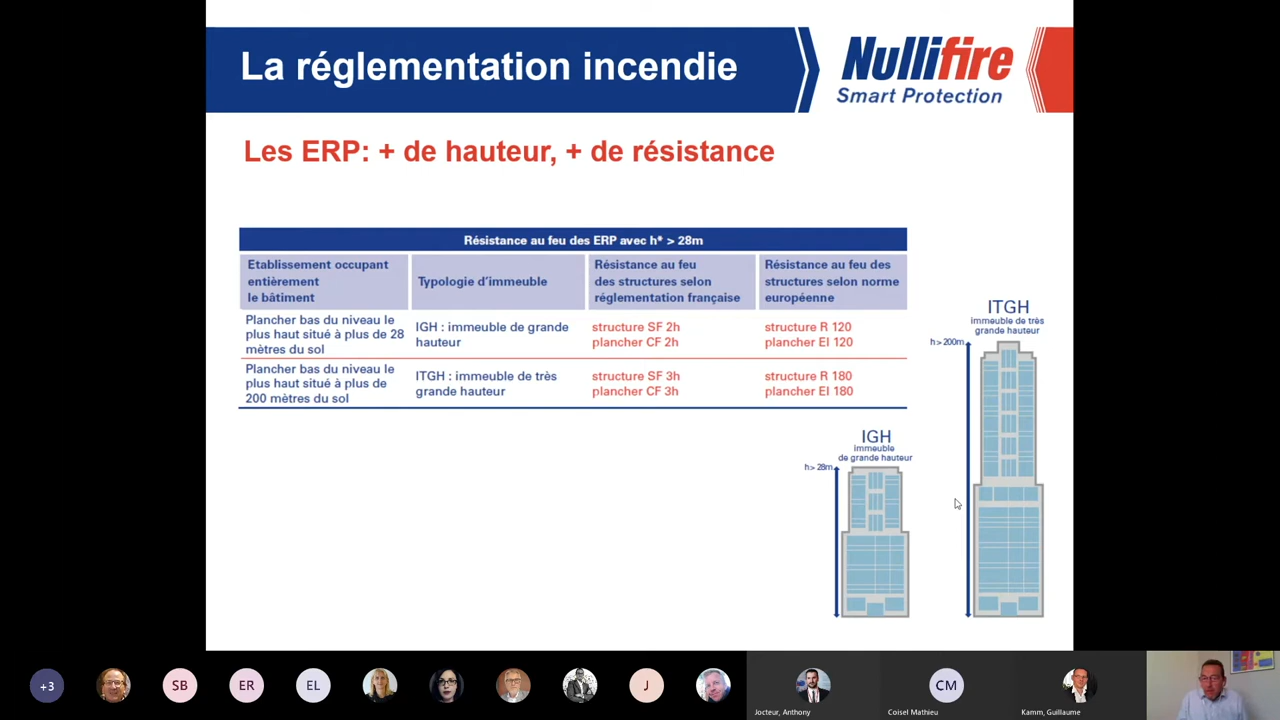 La réglementation incendie
Nullifire
Smart Protection
Les ERP: + de hauteur, + de résistance
Résistance au feu des ERP avec h* > 28m
Etablissement occupant
entièrement
le bâtiment
Typologie d'immeuble
Résistance au feu
des structures selon
réglementation française
Résistance au feu des
structures selon norme
européenne
Plancher bas du niveau le
plus haut situé à plus de 28
mètres du sol
IGH : immeuble de grande
hauteur
structure SF 2h
plancher CF 2h
structure R 120
plancher EI 120
Plancher bas du niveau le
plus haut situé à plus de
200 mètres du sol
ITGH : immeuble de très
grande hauteur
structure SF 3h
plancher CF 3h
structure R 180
plancher EI 180
ITGH
immeuble de très
grande hauteur
h> 200m
IGH
immeuble
de grande hauteur
h> 28m
+3
SB
ER
EL
J
CM
Jocteur, Anthony
Coisel Mathieu
Kamm, Guillaume